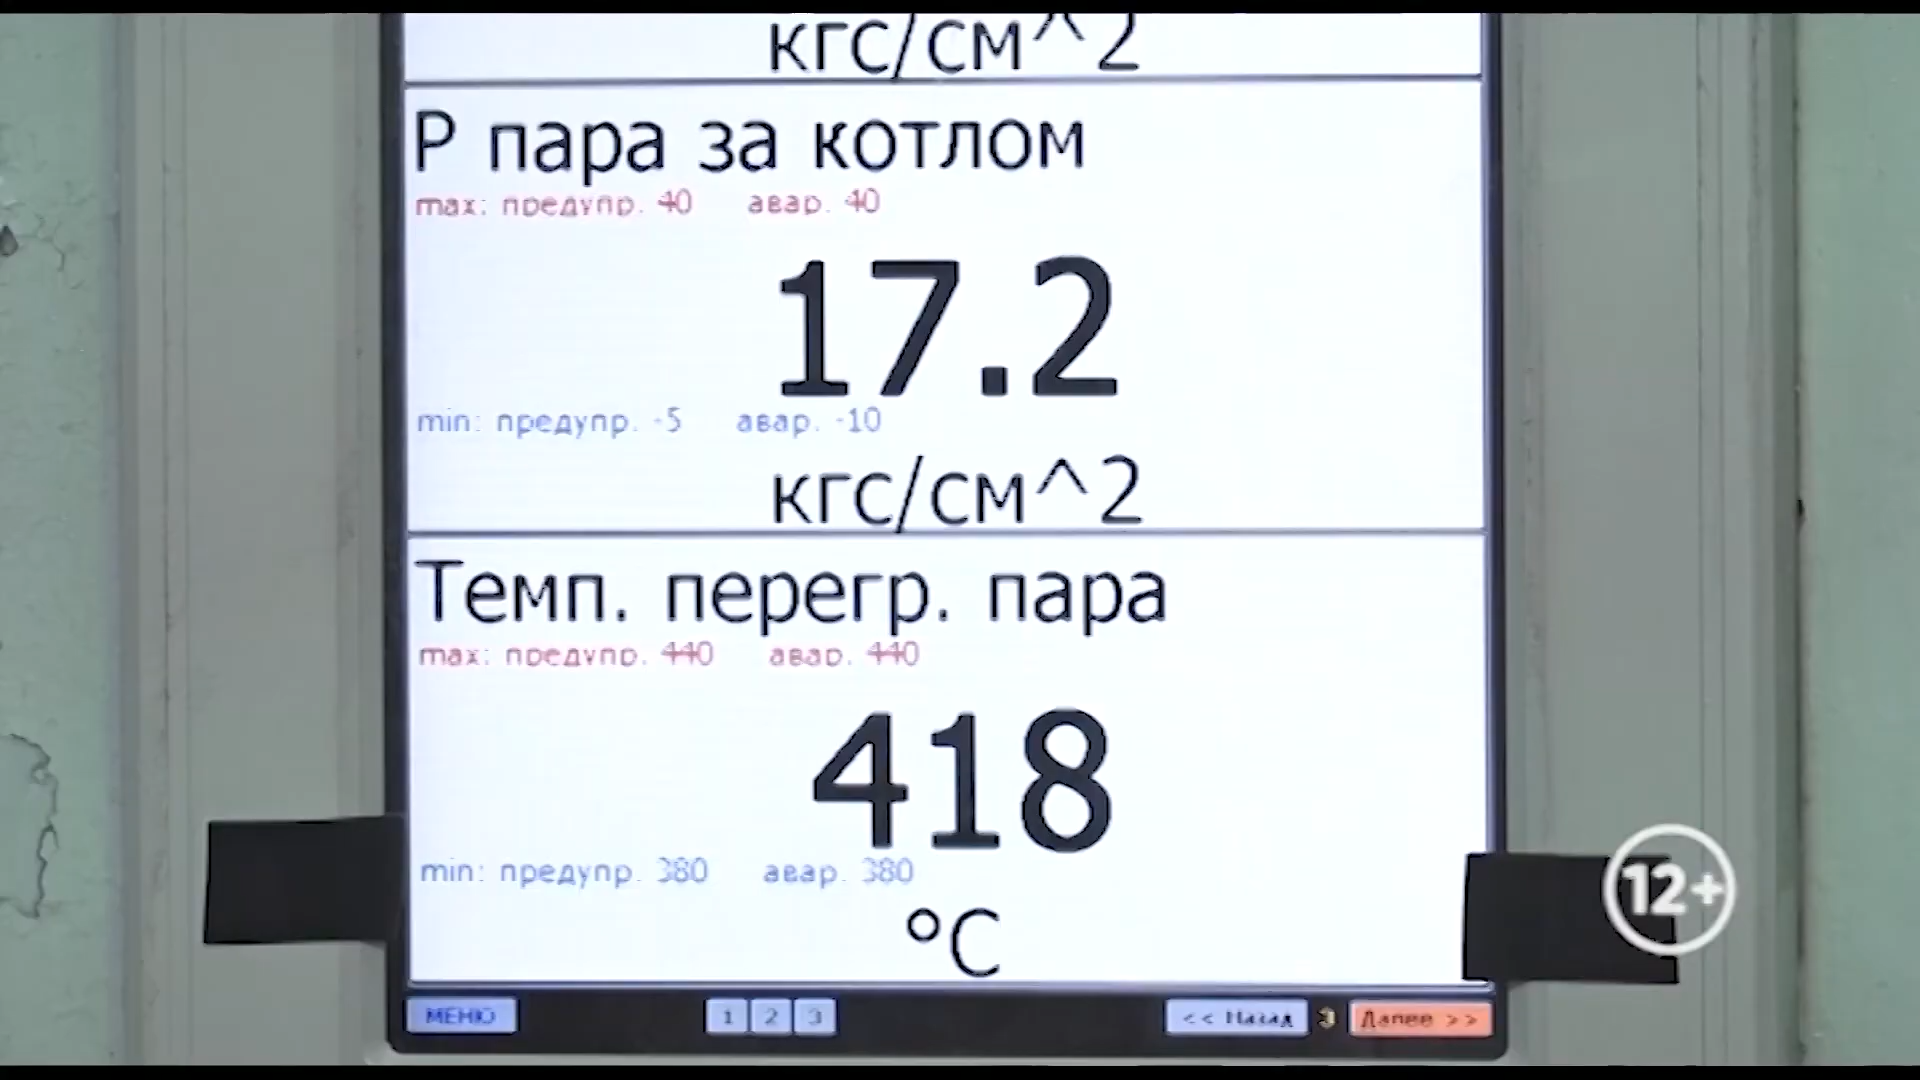 кгс/см^2
Р пара за котлом
max: предупр. 40 авар. 40
17.2
min: предупр. -5 авар. -10
кгс/см^2
Темп. перегр. пара
max: предупр. 440 авар. 440
418
min: предупр. 380 авар. 380
°C
12+
МЕНЮ 1 2 3 << Назад 3 Далее >>